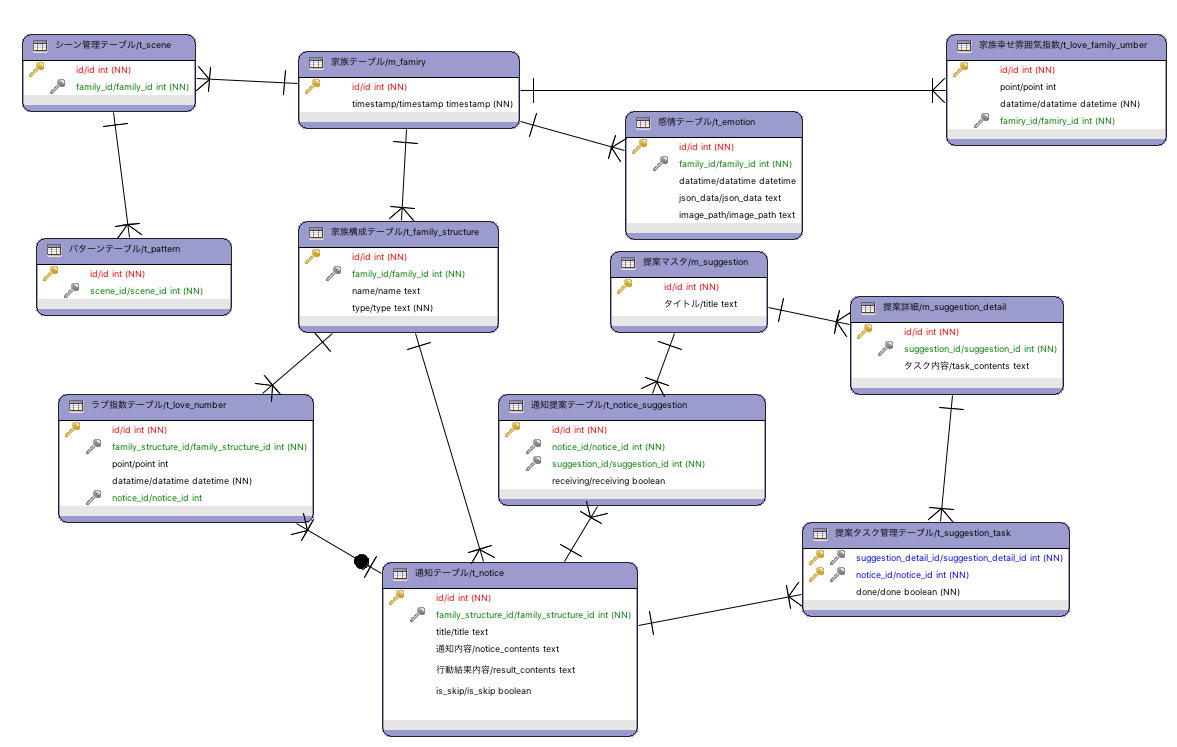 シーン管理テーブル/t_scene
id/id int (NN)
family_id/family_id int (NN)
家族テーブル/m_famiry
id/id int (NN)
timestamp/timestamp timestamp (NN)
家族幸せ雰囲気指数/t_love_family_umber
id/id int (NN)
point/point int
datatime/datatime datetime (NN)
famiry_id/famiry_id int (NN)
感情テーブル/t_emotion
id/id int (NN)
family_id/family_id int (NN)
datatime/datatime datetime
json_data/json_data text
image_path/image_path text
パターンテーブル/t_pattern
id/id int (NN)
scene_id/scene_id int (NN)
家族構成テーブル/t_family_structure
id/id int (NN)
family_id/family_id int (NN)
name/name text
type/type text (NN)
提案マスタ/m_suggestion
id/id int (NN)
タイトル/title text
提案詳細/m_suggestion_detail
id/id int (NN)
suggestion_id/suggestion_id int (NN)
タスク内容/task_contents text
ラブ指数テーブル/t_love_number
id/id int (NN)
family_structure_id/family_structure_id int (NN)
point/point int
datatime/datatime datetime (NN)
notice_id/notice_id int
通知提案テーブル/t_notice_suggestion
id/id int (NN)
notice_id/notice_id int (NN)
suggestion_id/suggestion_id int (NN)
receiving/receiving boolean
提案タスク管理テーブル/t_suggestion_task
suggestion_detail_id/suggestion_detail_id int (NN)
notice_id/notice_id int (NN)
done/done boolean (NN)
通知テーブル/t_notice
id/id int (NN)
family_structure_id/family_structure_id int (NN)
title/title text
通知内容/notice_contents text
行動結果内容/result_contents text
is_skip/is_skip boolean